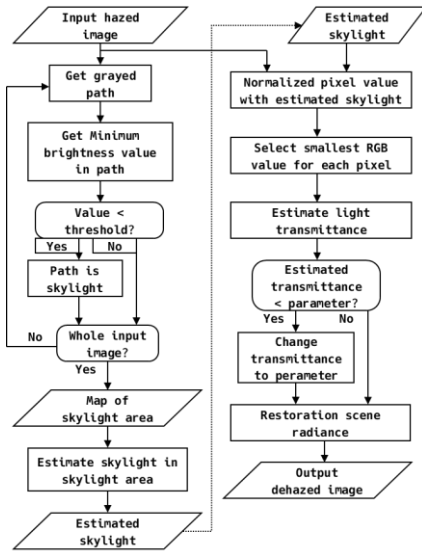 Input hazed
image
Get grayed
path
Get Minimum
brightness value
in path
Value <
threshold?
Yes
No
Path is
skylight
No
Whole input
image?
Yes
Map of
skylight area
Estimate skylight in
skylight area
Estimated
skylight
Estimated
skylight
Normalized pixel value
with estimated skylight
Select smallest RGB
value for each pixel
Estimate light
transmittance
Estimated
transmittance
< parameter?
Yes
No
Change
transmittance
to perameter
Restoration scene
radiance
Output
dehazed image